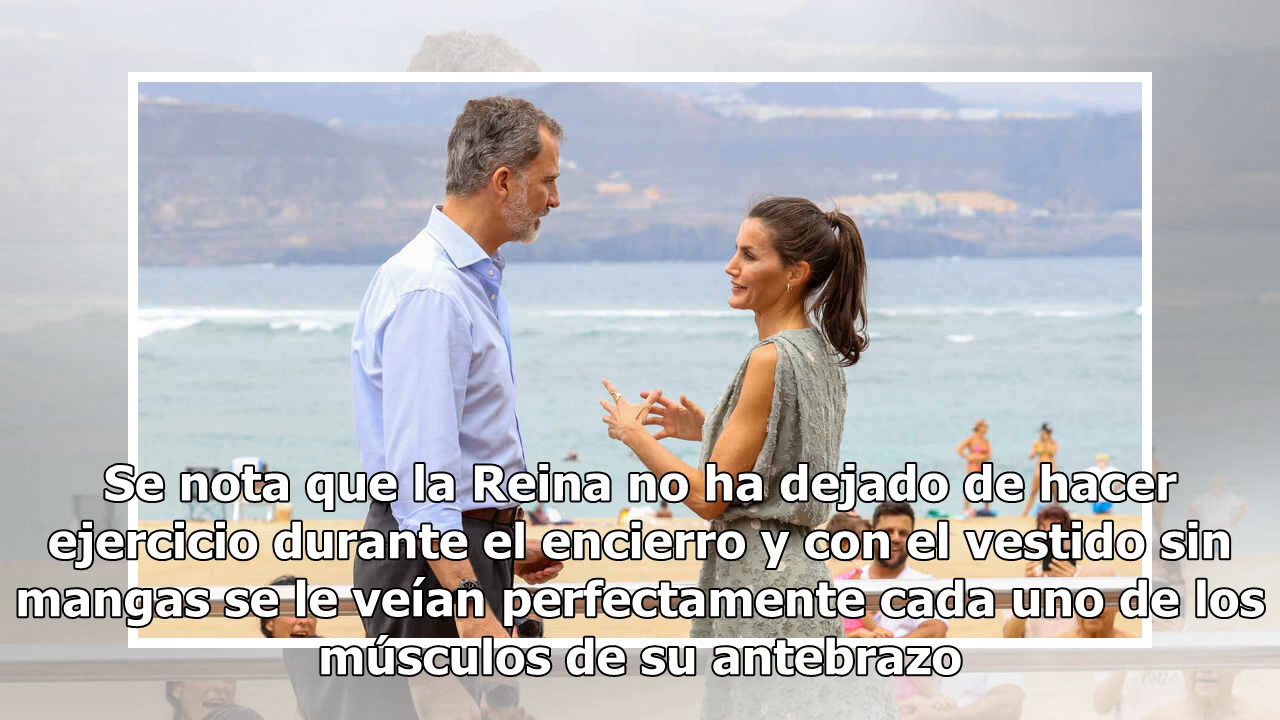 Se nota que la Reina no ha dejado de hacer
ejercicio durante el encierro y con el vestido sin
mangas se le veían perfectamente cada uno de los
músculos de su antebrazo